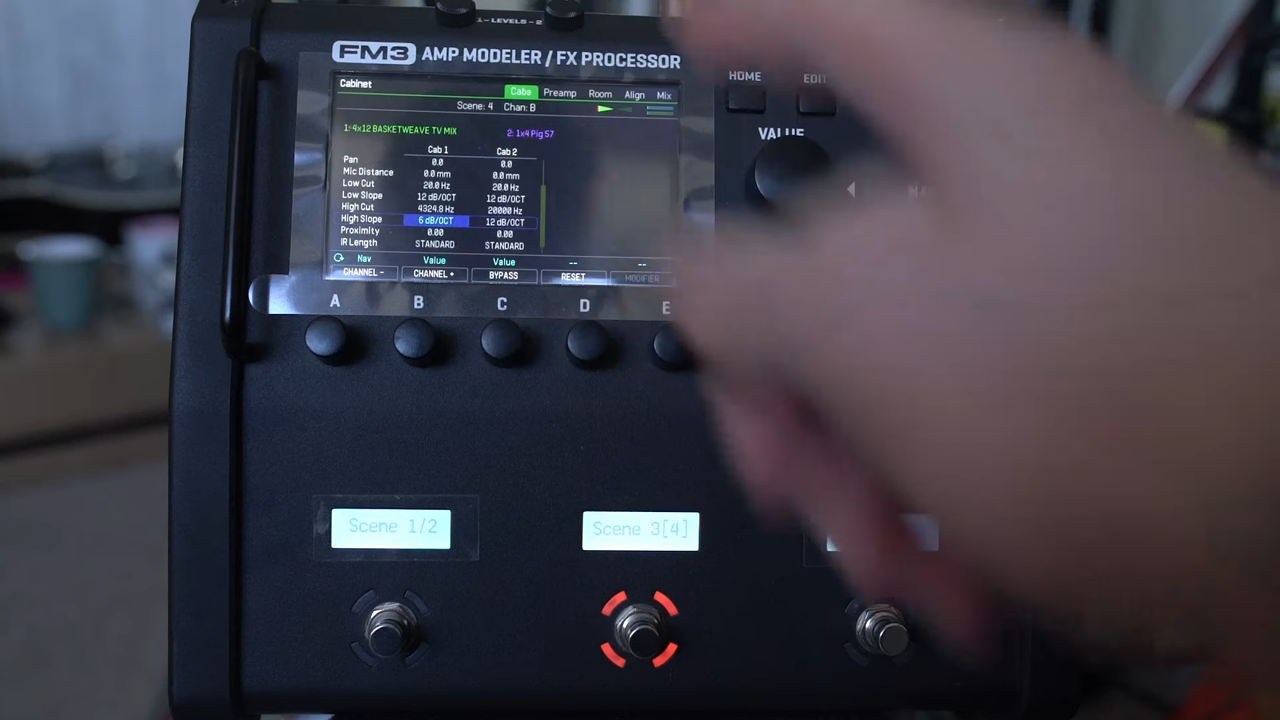 1 - LEVELS - 2
FM3 AMP MODELER / FX PROCESSOR
HOME EDIT
VALUE
Cabinet
Cabs Preamp Room Align Mix
Scene: 4 Chan: B
1: 4x12 BASKETWEAVE TV MIX 2: 1x4 Pig 57
Cab 1 Cab 2
Pan 0.0 0.0
Mic Distance 0.0 mm 0.0 mm
Low Cut 20.0 Hz 20.0 Hz
Low Slope 12 dB/OCT 12 dB/OCT
High Cut 4324.8 Hz 20000 Hz
High Slope 6 dB/OCT 12 dB/OCT
Proximity 0.00 0.00
IR Length STANDARD STANDARD
Nav Value Value -- --
CHANNEL - CHANNEL + BYPASS RESET MODIFIER
A B C D E
Scene 1/2 Scene 3[4]